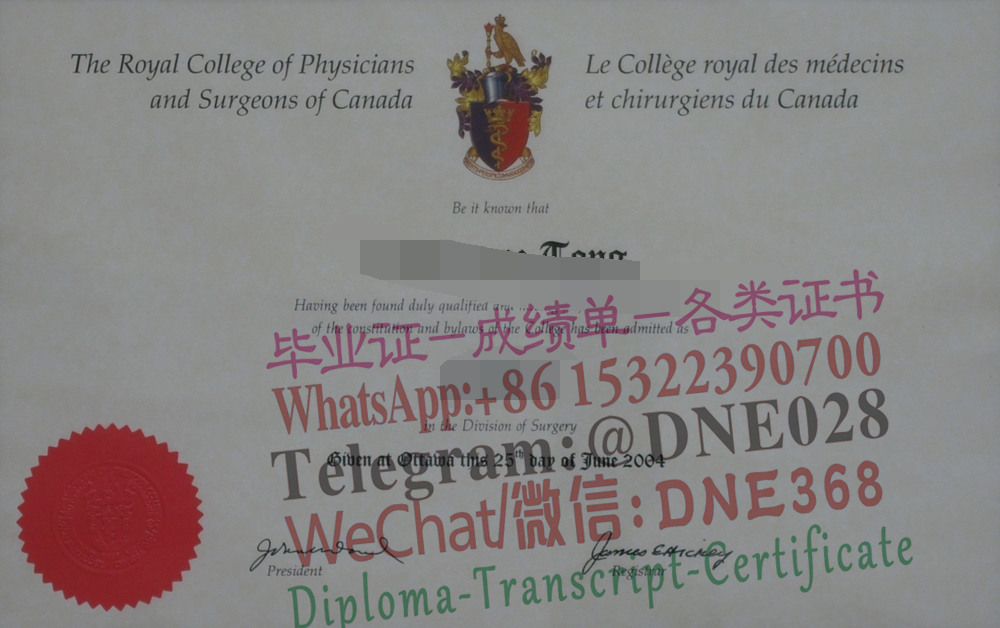 The Royal College of Physicians
and Surgeons of Canada
Le Collège royal des médecins
et chirurgiens du Canada
Be it known that
Tong
Having been found duly qualified
of the constitution and bylaws of the College has been admitted as
毕业证－成绩单－各类证书
WhatsApp:+86 15322390700
in the Division of Surgery
Telegram:@DNE028
Given at Ottawa this 25th day of June 2004
WeChat/微信:DNE368
President
Registrar
Diploma-Transcript-Certificate